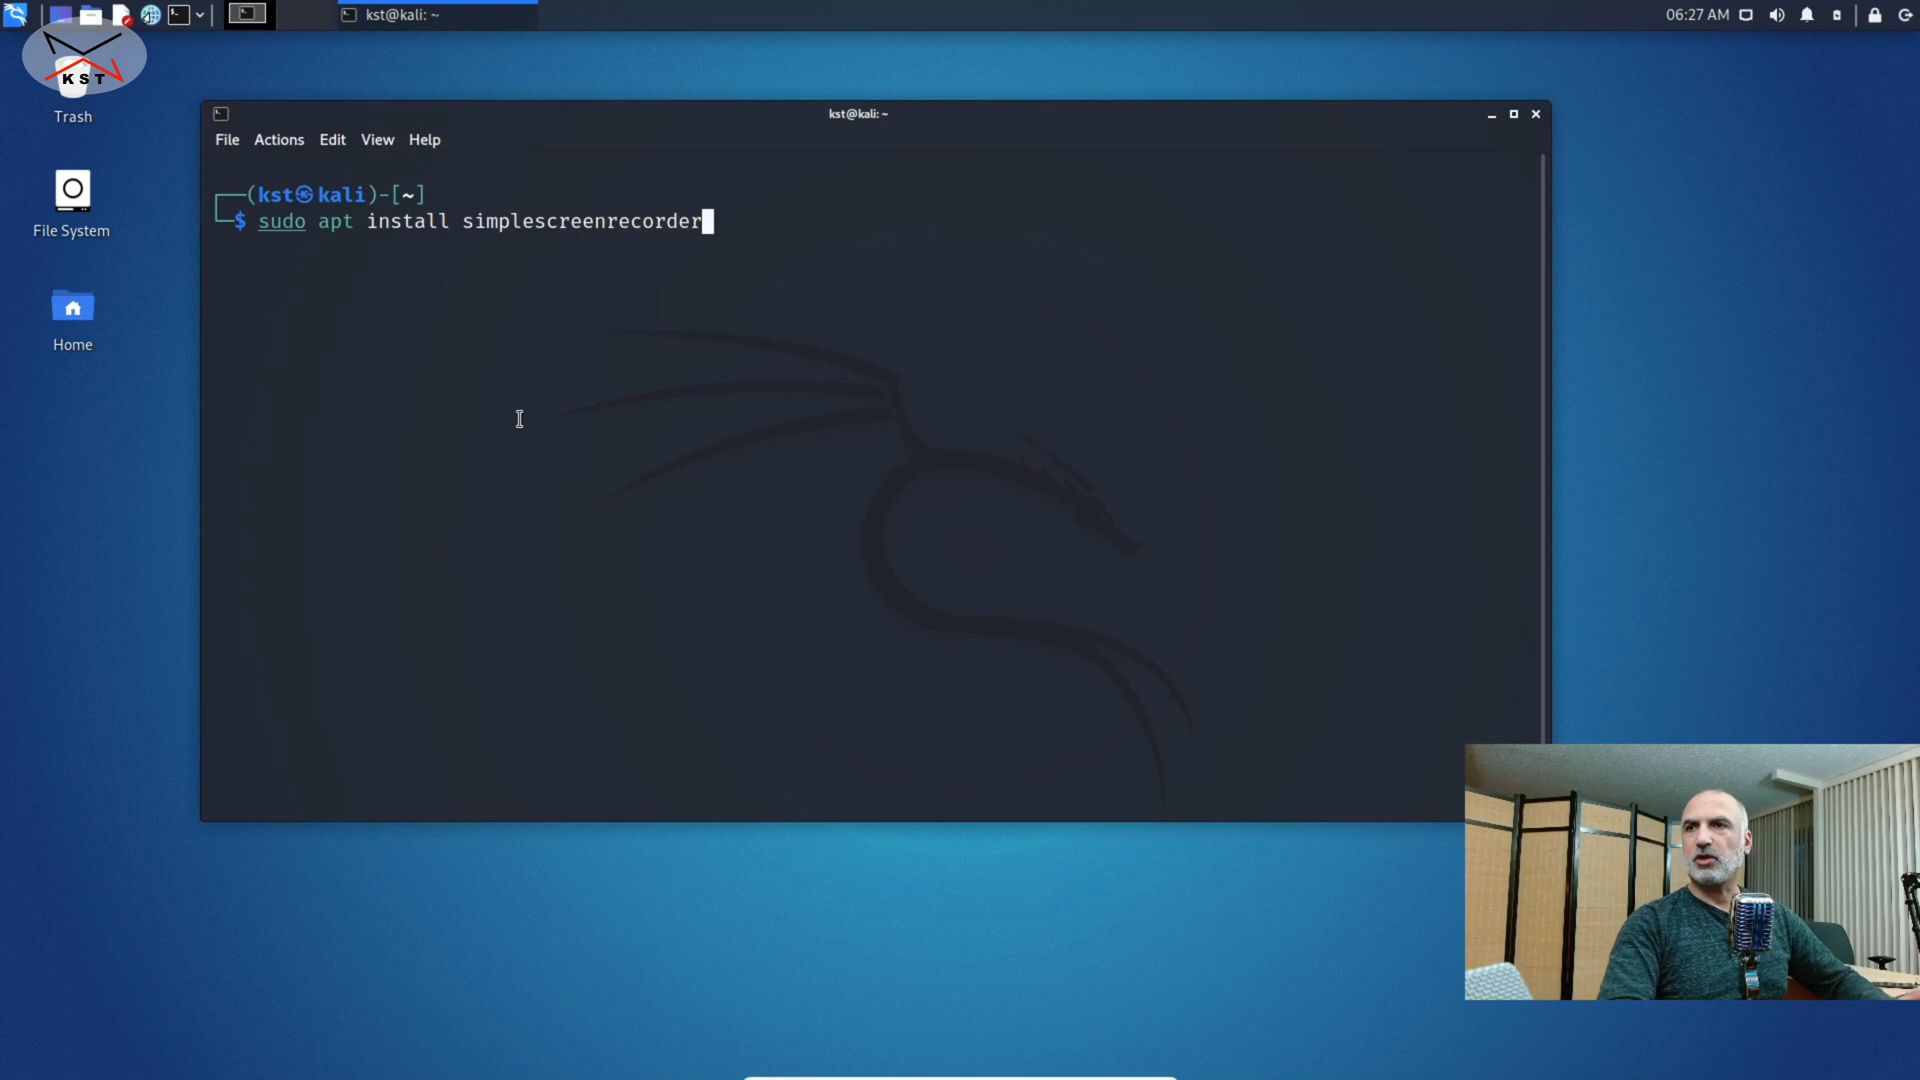 kst@kali: ~
06:27 AM
KST
Trash
File System
Home
kst@kali: ~
File Actions Edit View Help
┌──(kst㉿kali)-[~]
└─$ sudo apt install simplescreenrecorder